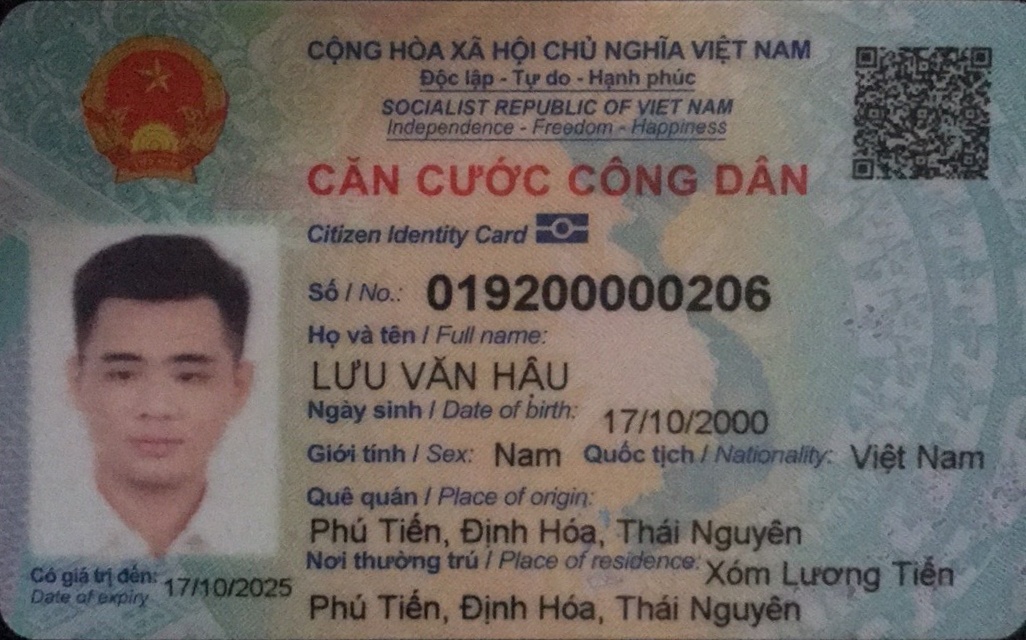 CỘNG HÒA XÃ HỘI CHỦ NGHĨA VIỆT NAM
Độc lập - Tự do - Hạnh phúc
SOCIALIST REPUBLIC OF VIET NAM
Independence - Freedom - Happiness
CĂN CƯỚC CÔNG DÂN
Citizen Identity Card
Số / No.: 019200000206
Họ và tên / Full name:
LƯU VĂN HẬU
Ngày sinh / Date of birth: 17/10/2000
Giới tính / Sex: Nam Quốc tịch / Nationality: Việt Nam
Quê quán / Place of origin:
Phú Tiến, Định Hóa, Thái Nguyên
Nơi thường trú / Place of residence: Xóm Lương Tiến
Phú Tiến, Định Hóa, Thái Nguyên
Có giá trị đến: 17/10/2025
Date of expiry